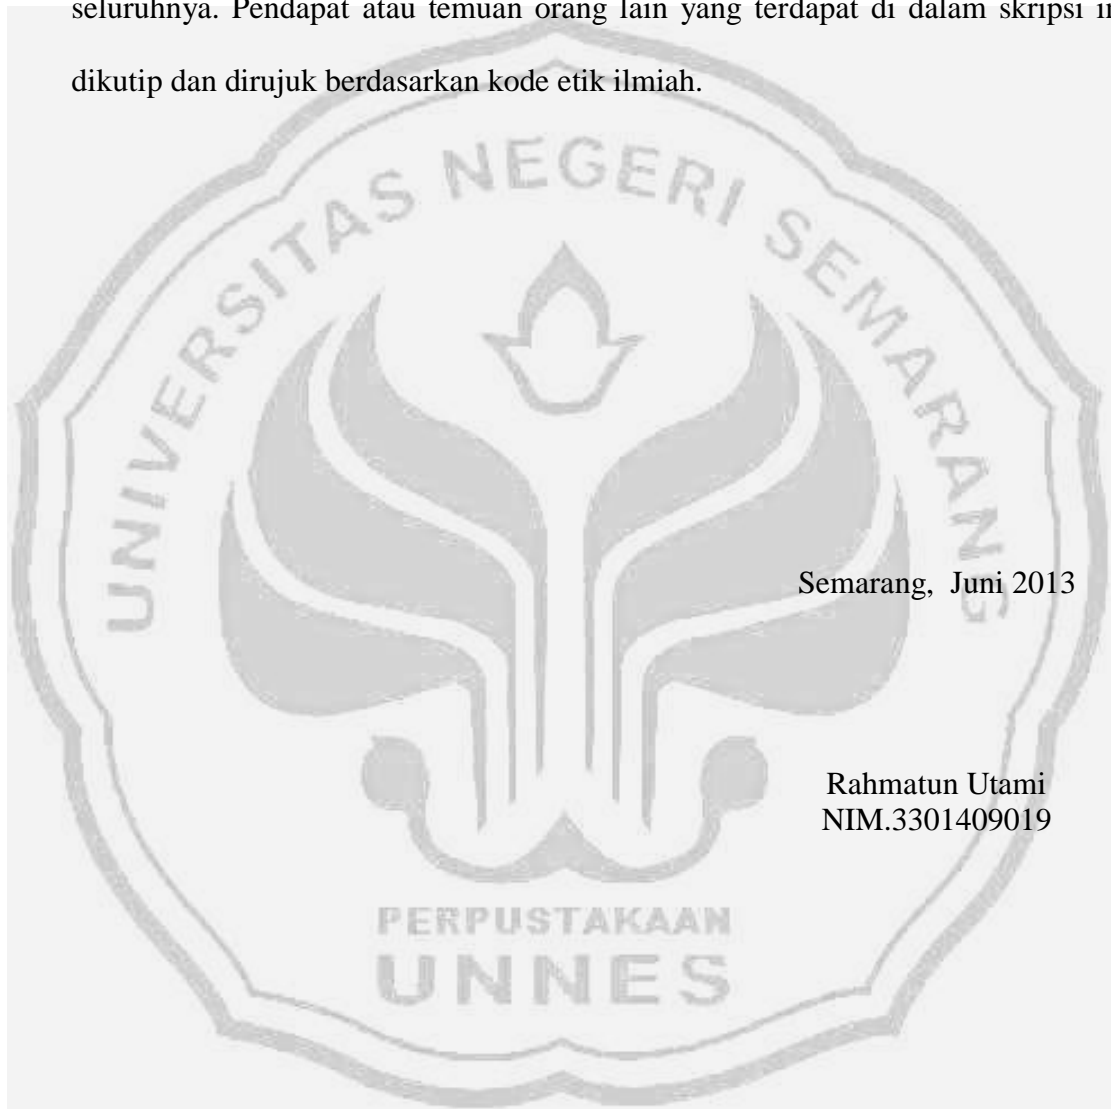 seluruhnya. Pendapat atau temuan orang lain yang terdapat di dalam skripsi
dikutip dan dirujuk berdasarkan kode etik ilmiah.
UNIVERSITAS NEGERI SEMARANG
Semarang, Juni 2013
Rahmatun Utami
NIM.3301409019
PERPUSTAKAAN
UNNES